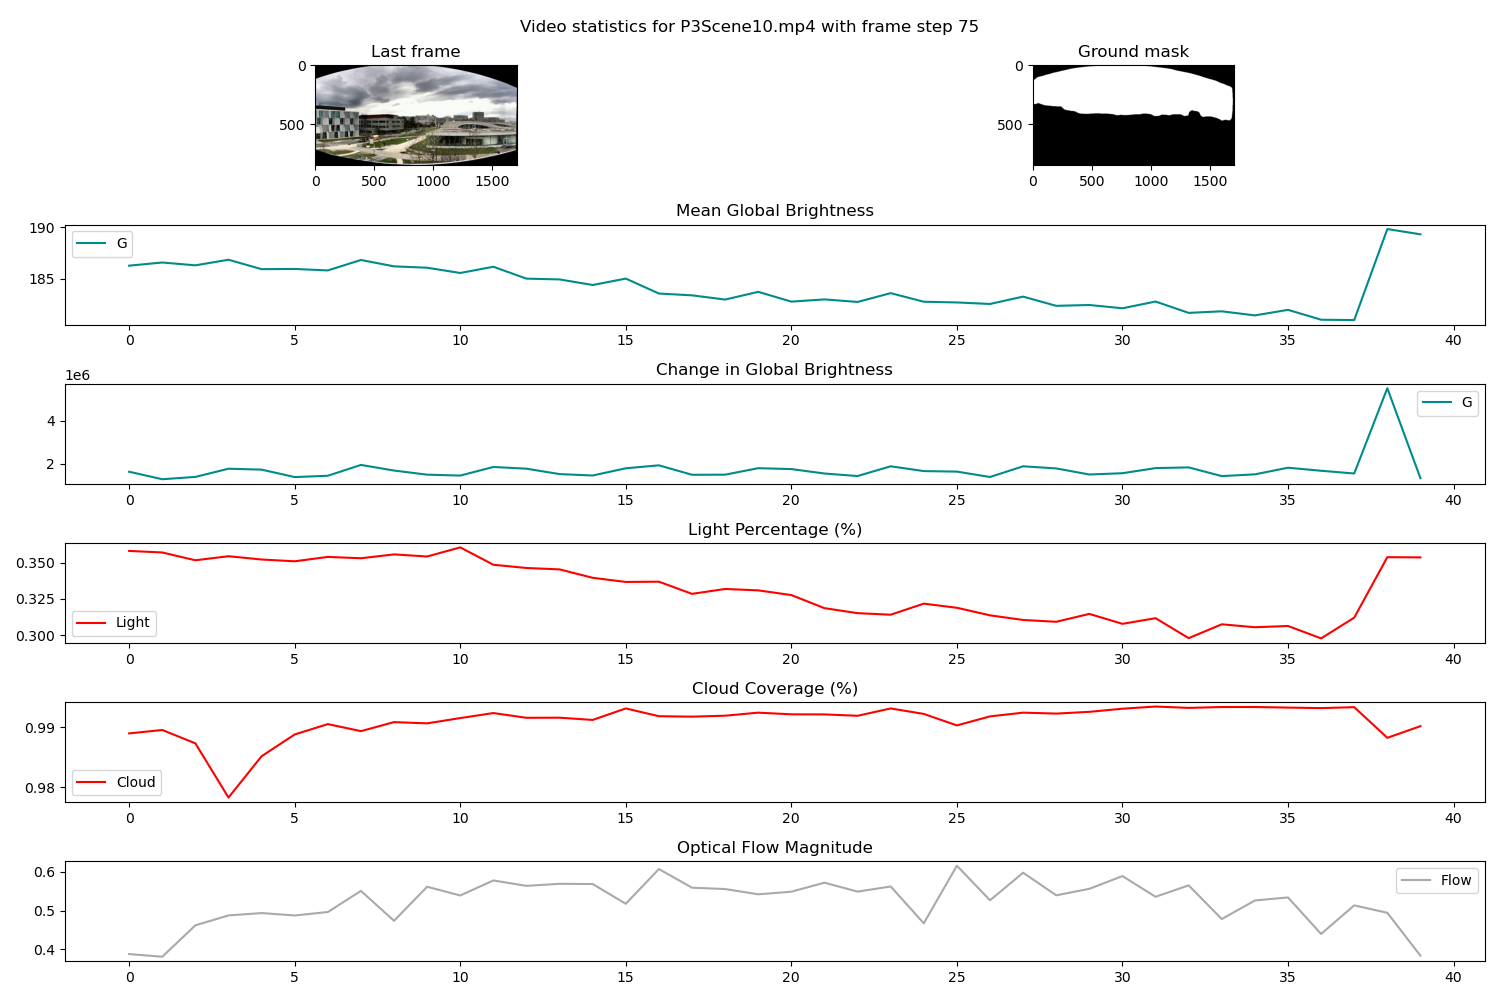 Video statistics for P3Scene10.mp4 with frame step 75
Last frame
0
500
0 500 1000 1500
Ground mask
0
500
0 500 1000 1500
Mean Global Brightness
190
185
G
0 5 10 15 20 25 30 35 40
Change in Global Brightness
1e6
4
2
G
0 5 10 15 20 25 30 35 40
Light Percentage (%)
0.350
0.325
0.300
Light
0 5 10 15 20 25 30 35 40
Cloud Coverage (%)
0.99
0.98
Cloud
0 5 10 15 20 25 30 35 40
Optical Flow Magnitude
0.6
0.5
0.4
Flow
0 5 10 15 20 25 30 35 40